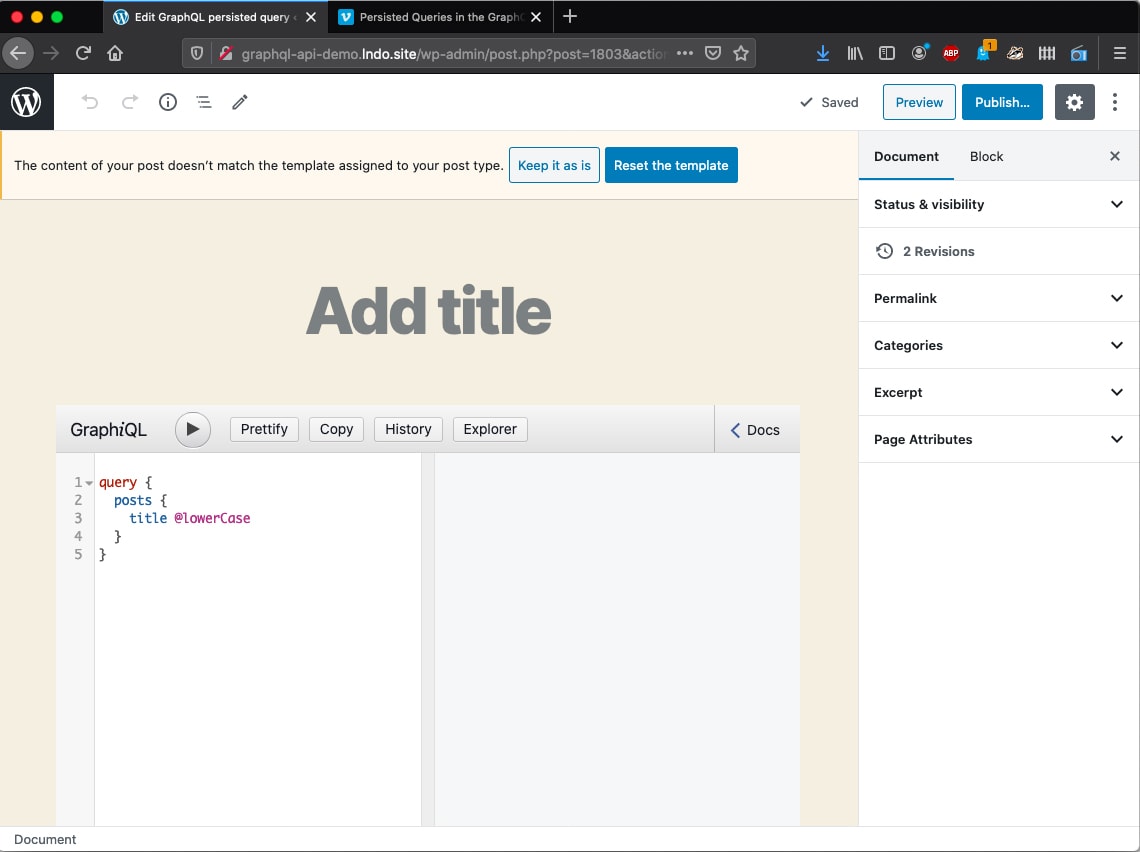 Edit GraphQL persisted query
Persisted Queries in the Graph
graphql-api-demo.lndo.site/wp-admin/post.php?post=1803&action
ABP
1
Saved
Preview
Publish...
The content of your post doesn’t match the template assigned to your post type.
Keep it as is
Reset the template
Document
Block
Status & visibility
2 Revisions
Permalink
Categories
Excerpt
Page Attributes
Add title
GraphiQL
Prettify
Copy
History
Explorer
Docs
1 query {
2 posts {
3 title @lowerCase
4 }
5 }
Document